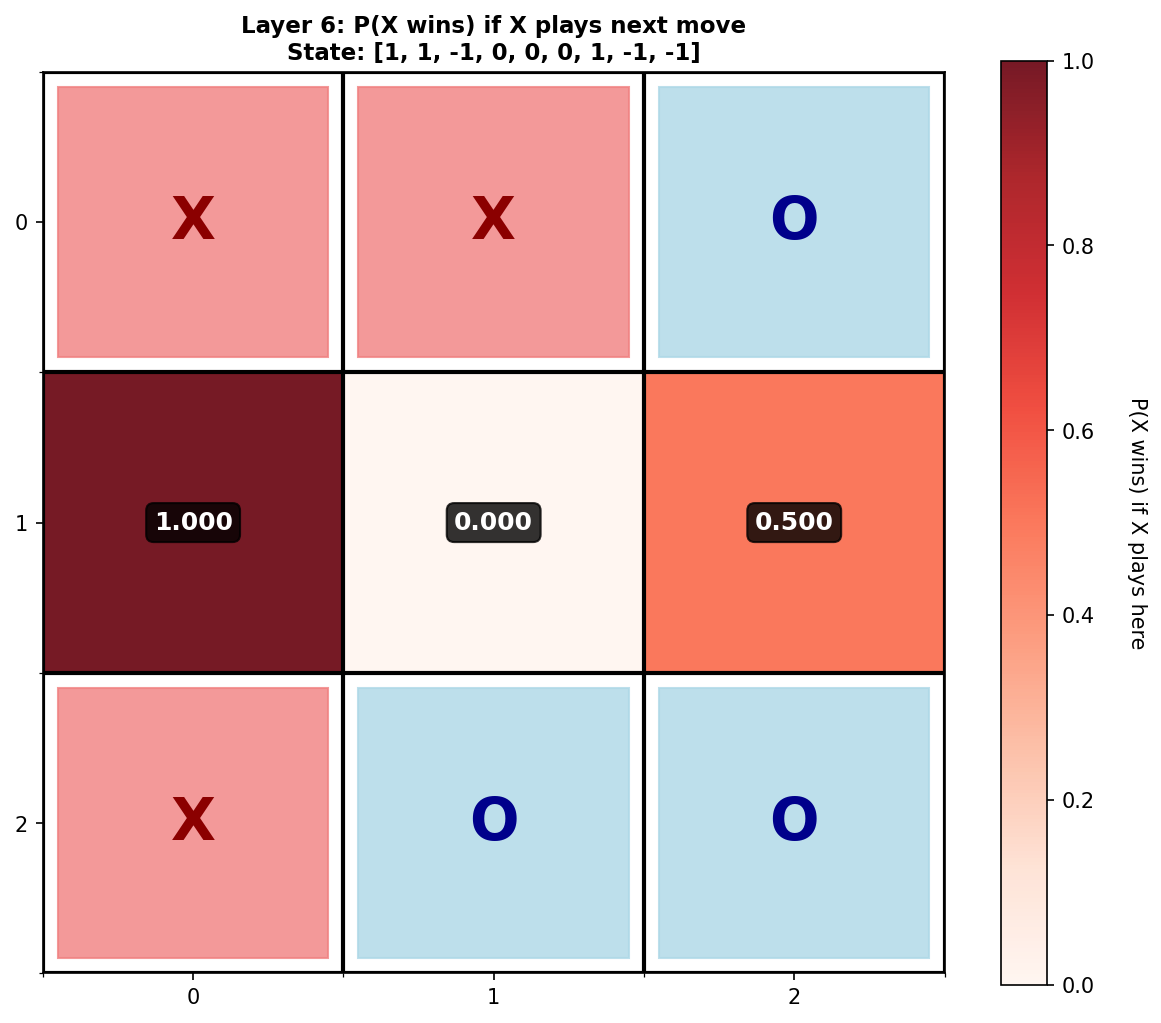 Layer 6: P(X wins) if X plays next move
State: [1, 1, -1, 0, 0, 0, 1, -1, -1]
0
X
X
O
1
1.000
0.000
0.500
2
X
O
O
0
1
2
1.0
0.8
0.6
0.4
0.2
0.0
P(X wins) if X plays here